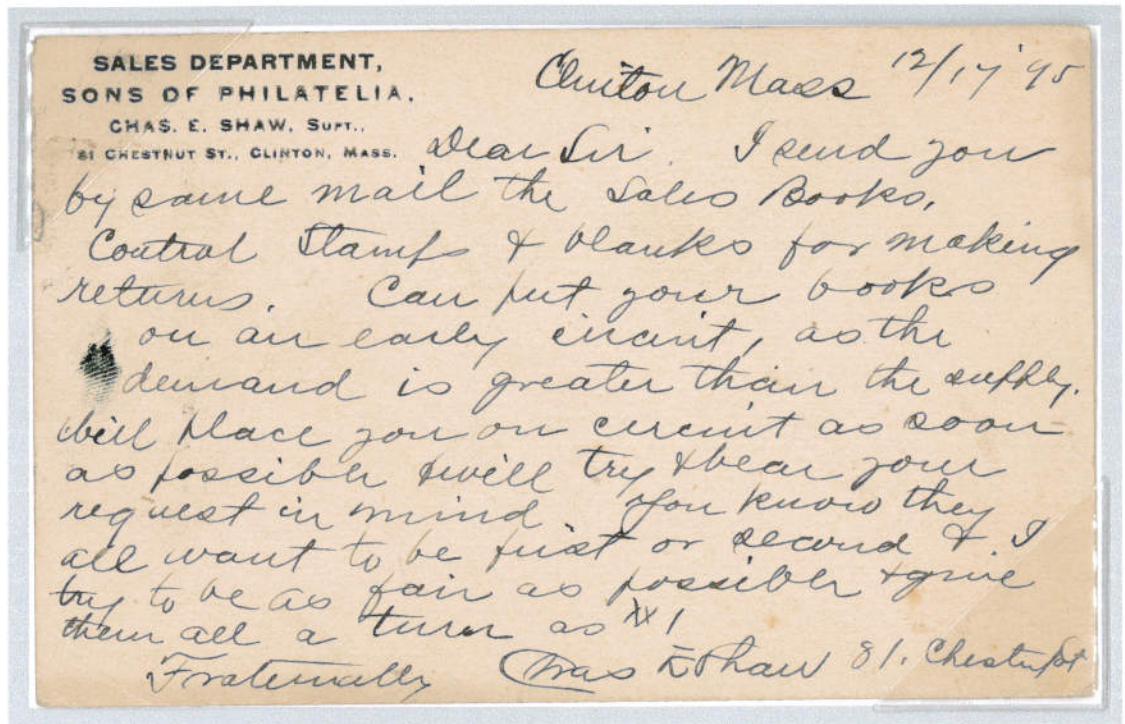 SALES DEPARTMENT,
SONS OF PHILATELIA.
CHAS. E. SHAW, SUPT.,
81 CHESTNUT ST., CLINTON, MASS.
Clinton Mass 12/17 '95
Dear Sir. I send you
by same mail the Sales Books,
Control Stamps & blanks for making
returns. Can put your books
on an early circuit, as the
demand is greater than the supply.
Will place you on circuit as soon
as possible & will try & bear your
request in mind. You know they
all want to be first or second & I
try to be as fair as possible & give
them all a turn as # 1
Fraternally Chas E Shaw 81. Chestnut St